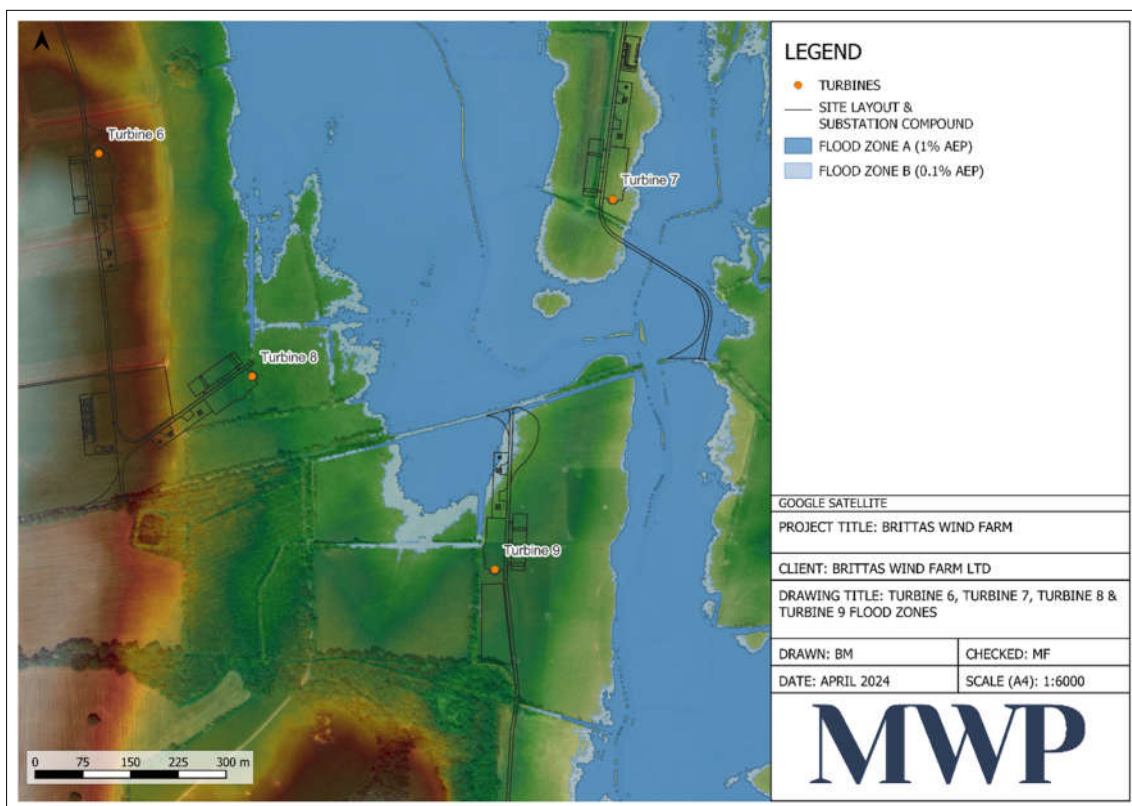 Turbine 6
Turbine 7
Turbine 8
Turbine 9
0 75 150 225 300 m
LEGEND
TURBINES
SITE LAYOUT &
SUBSTATION COMPOUND
FLOOD ZONE A (1% AEP)
FLOOD ZONE B (0.1% AEP)
GOOGLE SATELLITE
PROJECT TITLE: BRITTAS WIND FARM
CLIENT: BRITTAS WIND FARM LTD
DRAWING TITLE: TURBINE 6, TURBINE 7, TURBINE 8 &
TURBINE 9 FLOOD ZONES
DRAWN: BM
CHECKED: MF
DATE: APRIL 2024
SCALE (A4): 1:6000
MWP